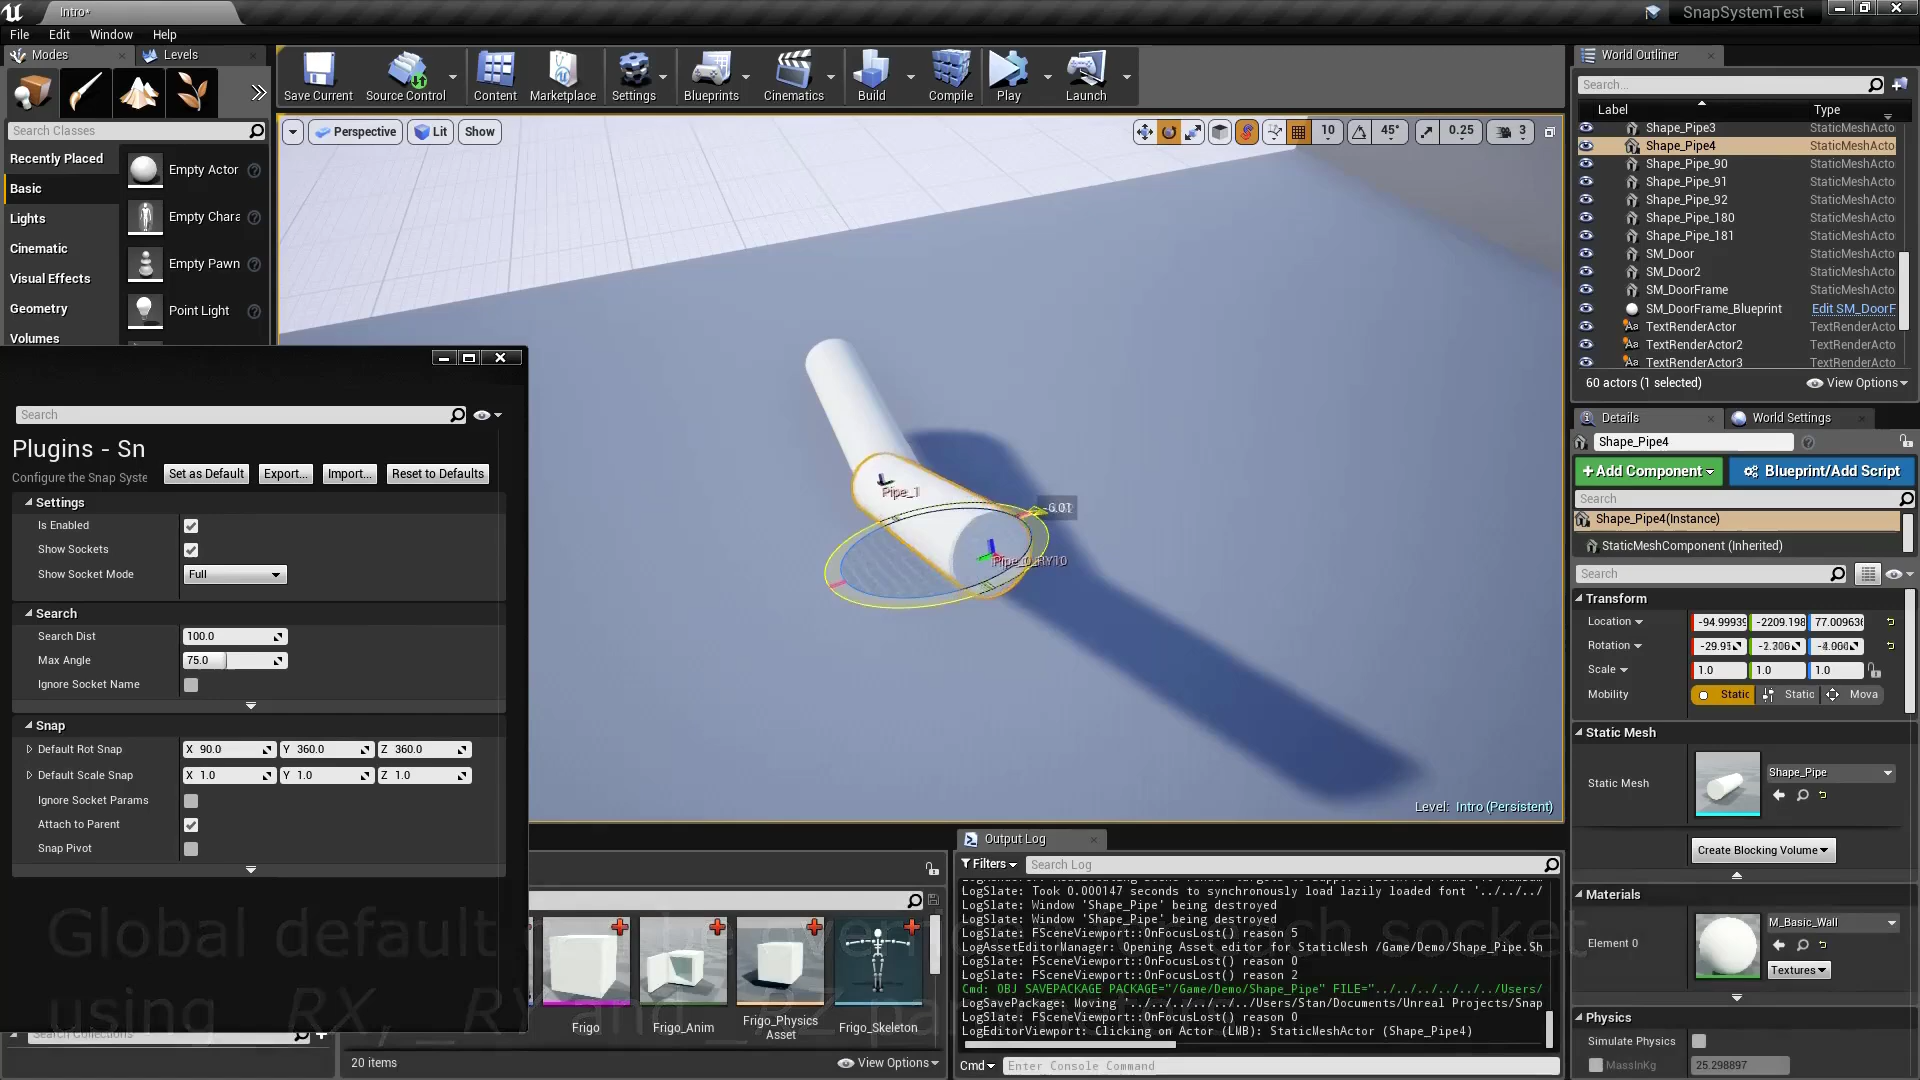 Intro*
SnapSystemTest
File Edit Window Help
Modes
Levels
Save Current
Source Control
Content
Marketplace
Settings
Blueprints
Cinematics
Build
Compile
Play
Launch
Search Classes
Recently Placed
Basic
Lights
Cinematic
Visual Effects
Geometry
Volumes
Empty Actor
Empty Chara
Empty Pawn
Point Light
Perspective
Lit
Show
10
45°
0.25
3
Pipe_1
Pipe_0_RY10
Level: Intro (Persistent)
World Outliner
Search...
Label
Type
Shape_Pipe3 StaticMeshActo
Shape_Pipe4 StaticMeshActo
Shape_Pipe_90 StaticMeshActo
Shape_Pipe_91 StaticMeshActo
Shape_Pipe_92 StaticMeshActo
Shape_Pipe_180 StaticMeshActo
Shape_Pipe_181 StaticMeshActo
SM_Door StaticMeshActo
SM_Door2 StaticMeshActo
SM_DoorFrame StaticMeshActo
SM_DoorFrame_Blueprint Edit SM_DoorF
TextRenderActor TextRenderActo
TextRenderActor2 TextRenderActo
TextRenderActor3 TextRenderActo
60 actors (1 selected)
View Options
Details
World Settings
Shape_Pipe4
+Add Component
Blueprint/Add Script
Search
Shape_Pipe4(Instance)
StaticMeshComponent (Inherited)
Search
Transform
Location -94.99939 -2209.198 77.009636
Rotation
Scale 1.0 1.0 1.0
Mobility Static Static Mova
Static Mesh
Static Mesh
Shape_Pipe
Create Blocking Volume
Materials
Element 0
M_Basic_Wall
Textures
Physics
Simulate Physics
MassInKg 25.298897
Search
Plugins - Sn
Configure the Snap Syste
Set as Default
Export...
Import...
Reset to Defaults
Settings
Is Enabled
Show Sockets
Show Socket Mode Full
Search
Search Dist 100.0
Max Angle 75.0
Ignore Socket Name
Snap
Default Rot Snap X 90.0 Y 360.0 Z 360.0
Default Scale Snap X 1.0 Y 1.0 Z 1.0
Ignore Socket Params
Attach to Parent
Snap Pivot
Search Collections
Frigo
Frigo_Anim
Frigo_Physics
Asset
Frigo_Skeleton
20 items
View Options
Output Log
Filters
Search Log
LogSlate: Took 0.000147 seconds to synchronously load lazily loaded font '../../../
LogSlate: Window 'Shape_Pipe' being destroyed
LogSlate: Window 'Shape_Pipe' being destroyed
LogSlate: FSceneViewport::OnFocusLost() reason 5
LogAssetEditorManager: Opening Asset editor for StaticMesh /Game/Demo/Shape_Pipe.Sh
LogSlate: FSceneViewport::OnFocusLost() reason 0
LogSlate: FSceneViewport::OnFocusLost() reason 2
Cmd: OBJ SAVEPACKAGE PACKAGE="/Game/Demo/Shape_Pipe" FILE="../../../../../../Users/
LogSavePackage: Moving '../../../../../../Users/Stan/Documents/Unreal Projects/Snap
LogSlate: FSceneViewport::OnFocusLost() reason 0
LogEditorViewport: Clicking on Actor (LMB): StaticMeshActor (Shape_Pipe4)
Cmd
Enter Console Command
Global default
socket
using _RX, _RY and _RZ